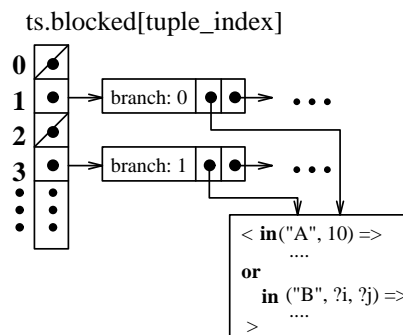 ts.blocked[tuple_index]
0
1 branch: 0 •••
2
3 branch: 1 •••
< in("A", 10) =>
....
or
in ("B", ?i, ?j) =>
....
>